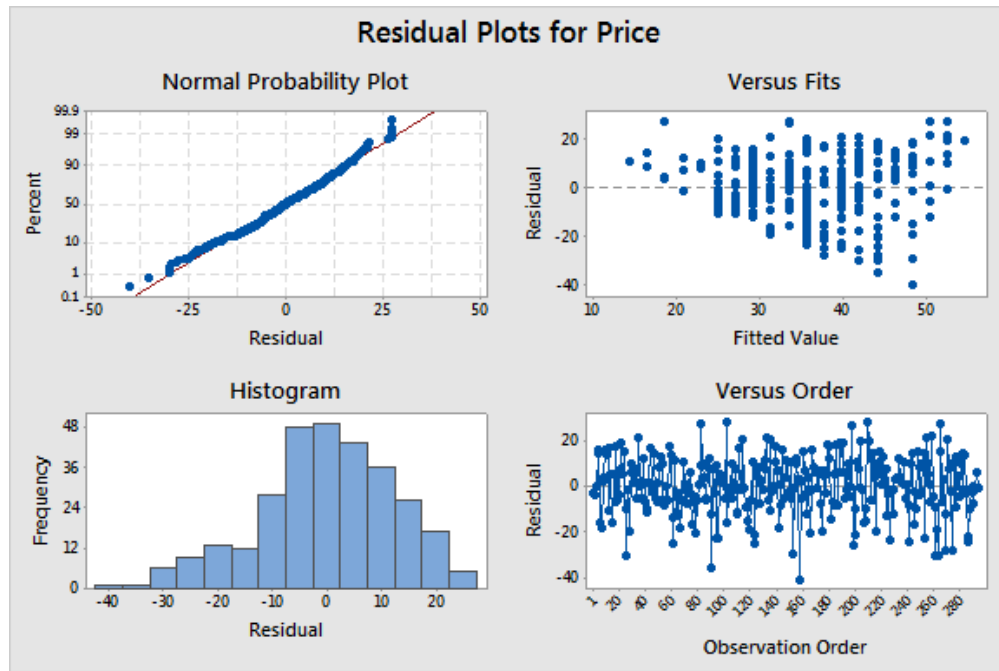 Residual Plots for Price
Normal Probability Plot
99.9
99
90
50
10
1
0.1
Percent
-50 -25 0 25 50
Residual
Versus Fits
20
0
-20
-40
Residual
10 20 30 40 50
Fitted Value
Histogram
48
36
24
12
0
Frequency
-40 -30 -20 -10 0 10 20
Residual
Versus Order
20
0
-20
-40
Residual
1 20 40 60 80 100 120 140 160 180 200 220 240 260 280
Observation Order